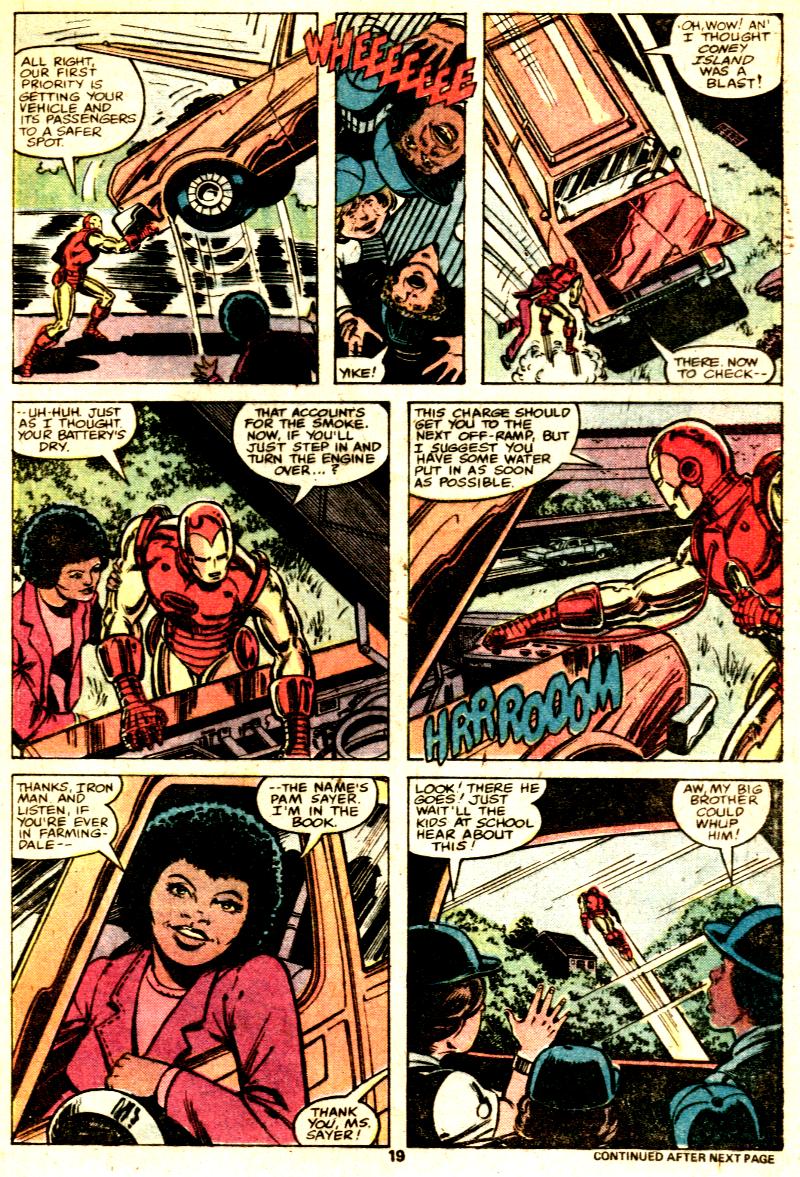 ALL RIGHT,
OUR FIRST
PRIORITY IS
GETTING YOUR
VEHICLE AND
ITS PASSENGERS
TO A SAFER
SPOT.
WHEEEEEEEE
YIKE!
OH, WOW! AN'
I THOUGHT
CONEY
ISLAND
WAS A
BLAST!
THERE. NOW
TO CHECK--
--UH-HUH. JUST
AS I THOUGHT.
YOUR BATTERY'S
DRY.
THAT ACCOUNTS
FOR THE SMOKE.
NOW, IF YOU'LL
JUST STEP IN AND
TURN THE ENGINE
OVER...?
THIS CHARGE SHOULD
GET YOU TO THE
NEXT OFF-RAMP, BUT
I SUGGEST YOU
HAVE SOME WATER
PUT IN AS SOON
AS POSSIBLE.
HRRROOOM
THANKS, IRON
MAN. AND
LISTEN, IF
YOU'RE EVER
IN FARMING-
DALE--
--THE NAME'S
PAM SAYER.
I'M IN THE
BOOK.
THANK
YOU, MS.
SAYER!
LOOK! THERE HE
GOES! JUST
WAIT'LL THE
KIDS AT SCHOOL
HEAR ABOUT
THIS!
AW, MY BIG
BROTHER
COULD
WHUP
HIM!
19
CONTINUED AFTER NEXT PAGE